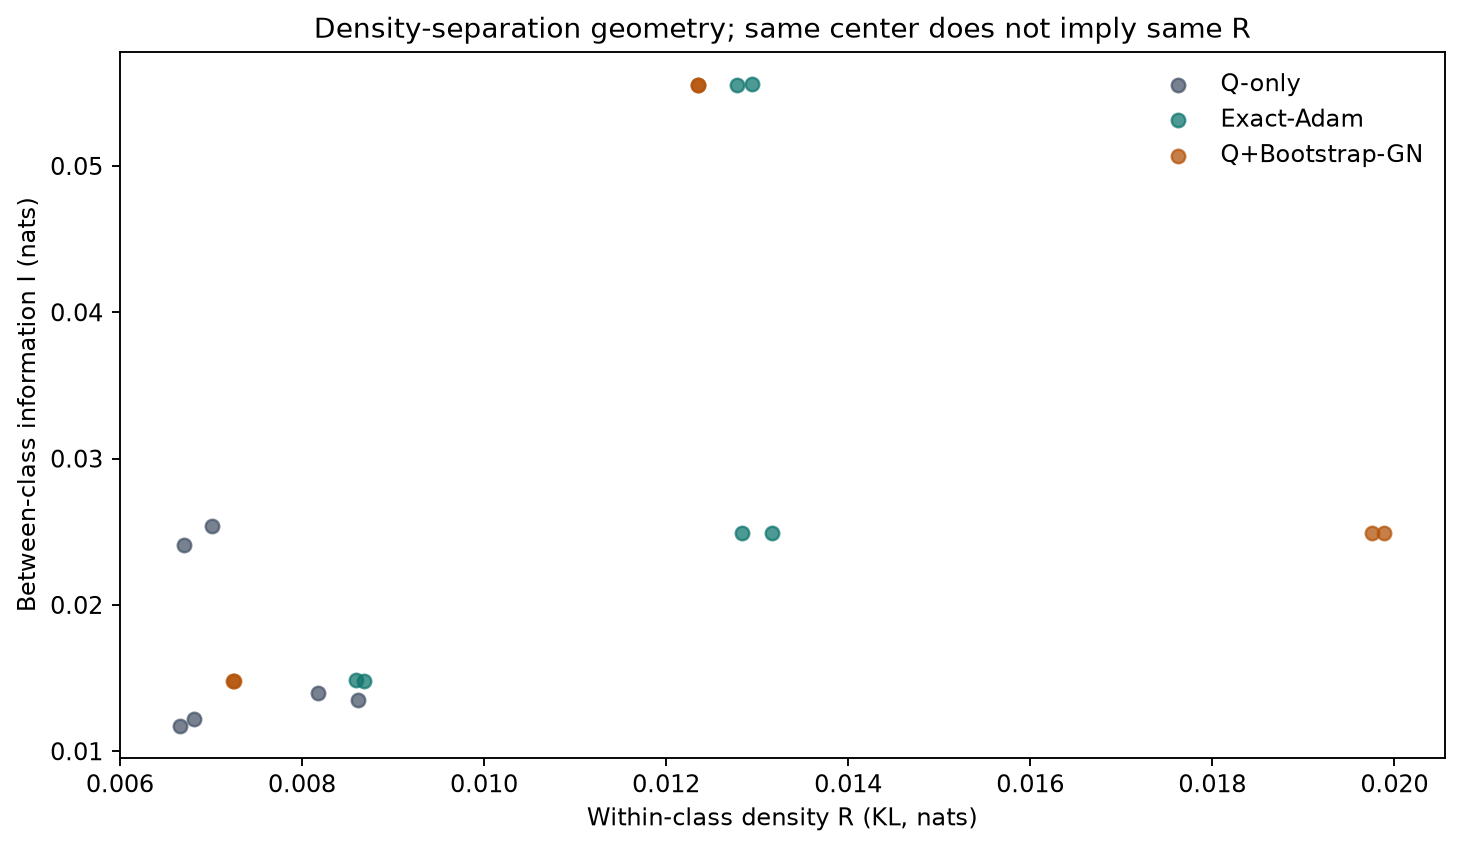 Density-separation geometry; same center does not imply same R
Q-only
Exact-Adam
Q+Bootstrap-GN
Between-class information I (nats)
0.05
0.04
0.03
0.02
0.01
0.006 0.008 0.010 0.012 0.014 0.016 0.018 0.020
Within-class density R (KL, nats)